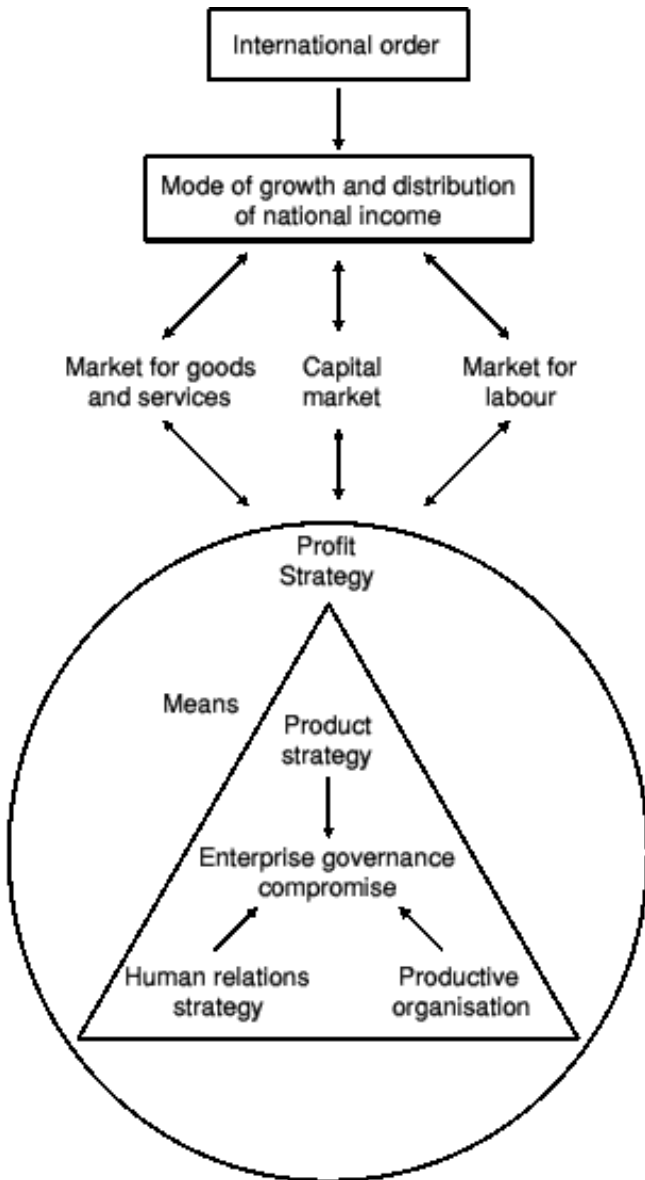 International order
Mode of growth and distribution
of national income
Market for goods
and services
Capital
market
Market for
labour
Profit
Strategy
Means
Product
strategy
Enterprise governance
compromise
Human relations
strategy
Productive
organisation